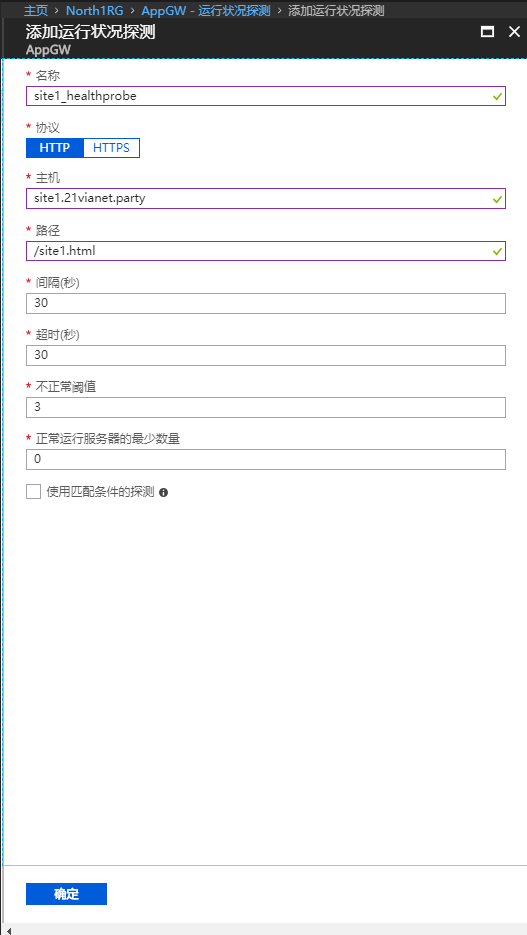 主页 > North1RG > AppGW - 运行状况探测 > 添加运行状况探测
添加运行状况探测
AppGW
* 名称
site1_healthprobe
* 协议
HTTP HTTPS
* 主机
site1.21vianet.party
* 路径
/site1.html
* 间隔(秒)
30
* 超时(秒)
30
* 不正常阈值
3
* 正常运行服务器的最少数量
0
使用匹配条件的探测
确定